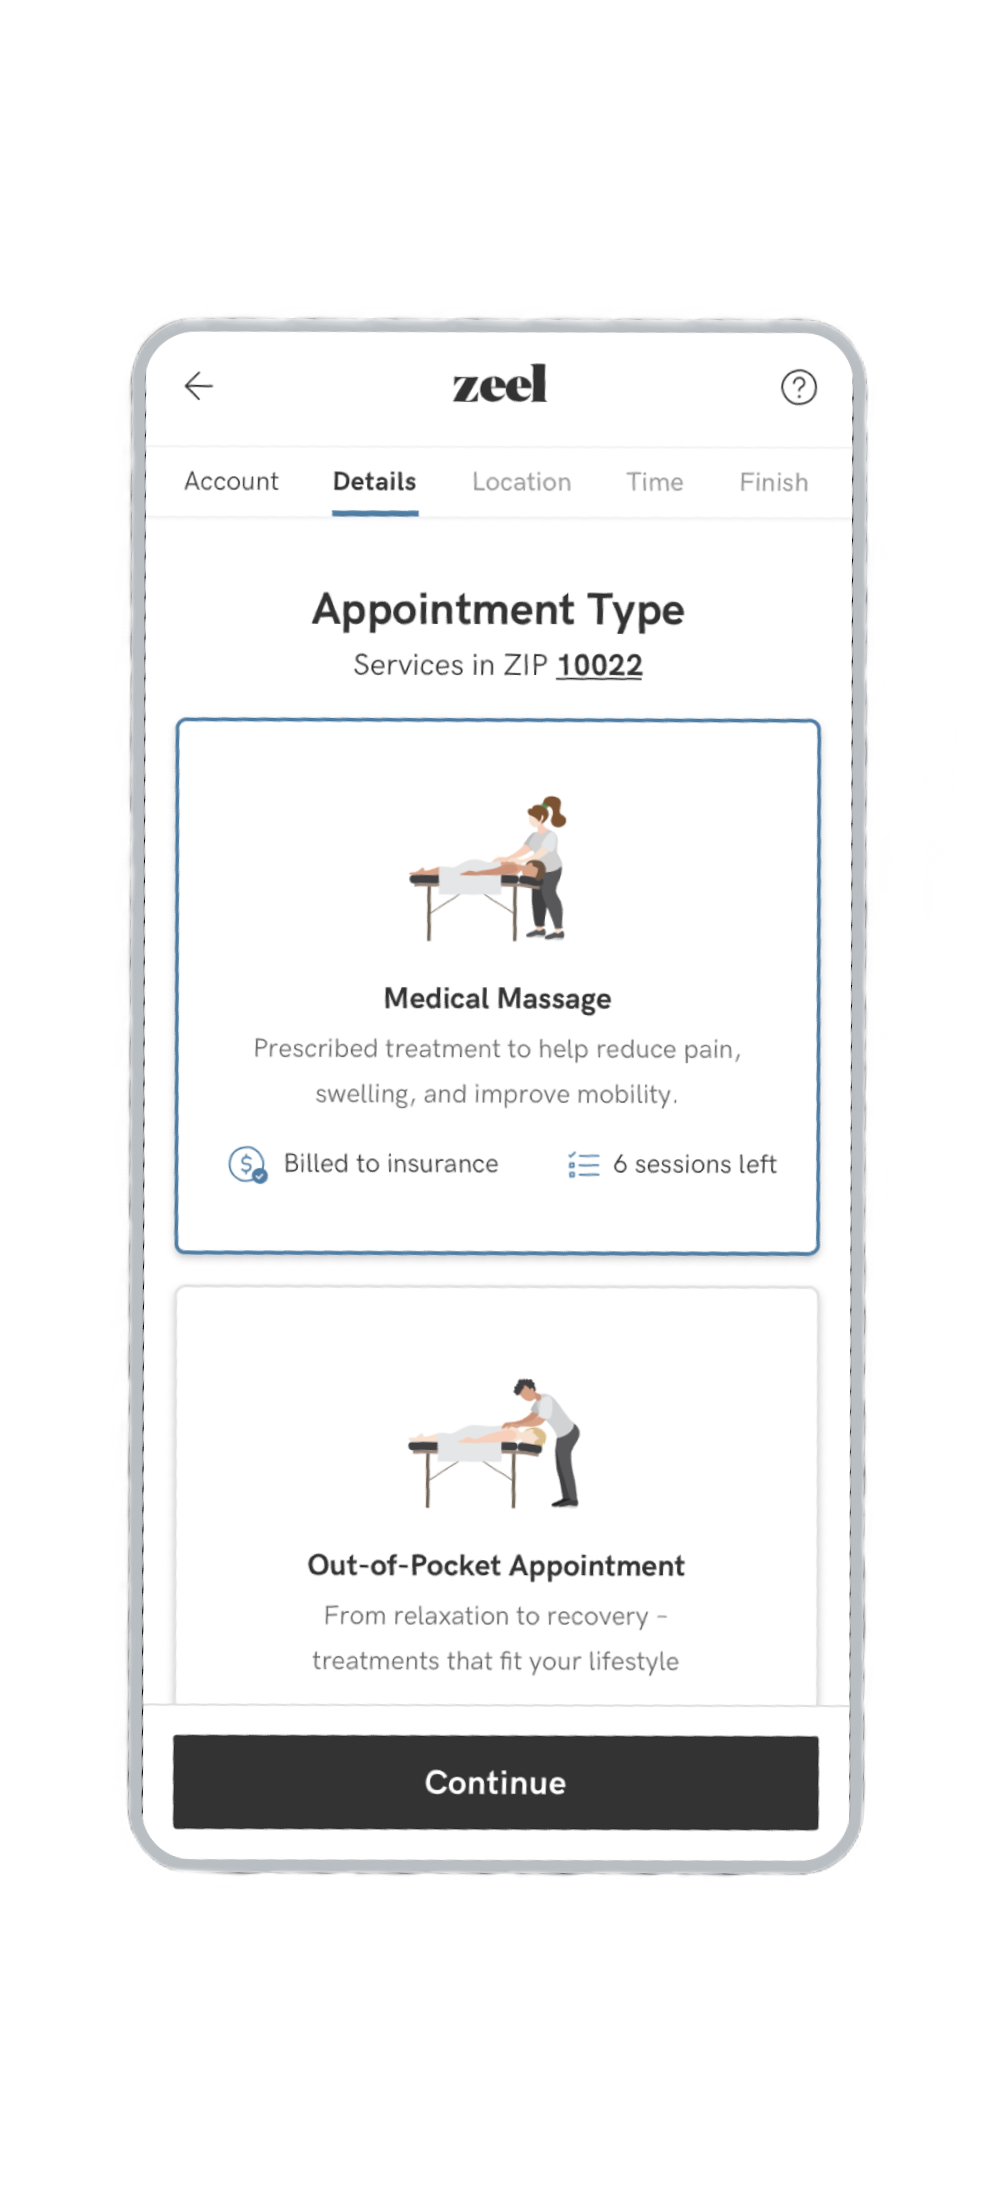 zeel
Account Details Location Time Finish
Appointment Type
Services in ZIP 10022
Medical Massage
Prescribed treatment to help reduce pain,
swelling, and improve mobility.
Billed to insurance 6 sessions left
Out-of-Pocket Appointment
From relaxation to recovery –
treatments that fit your lifestyle
Continue